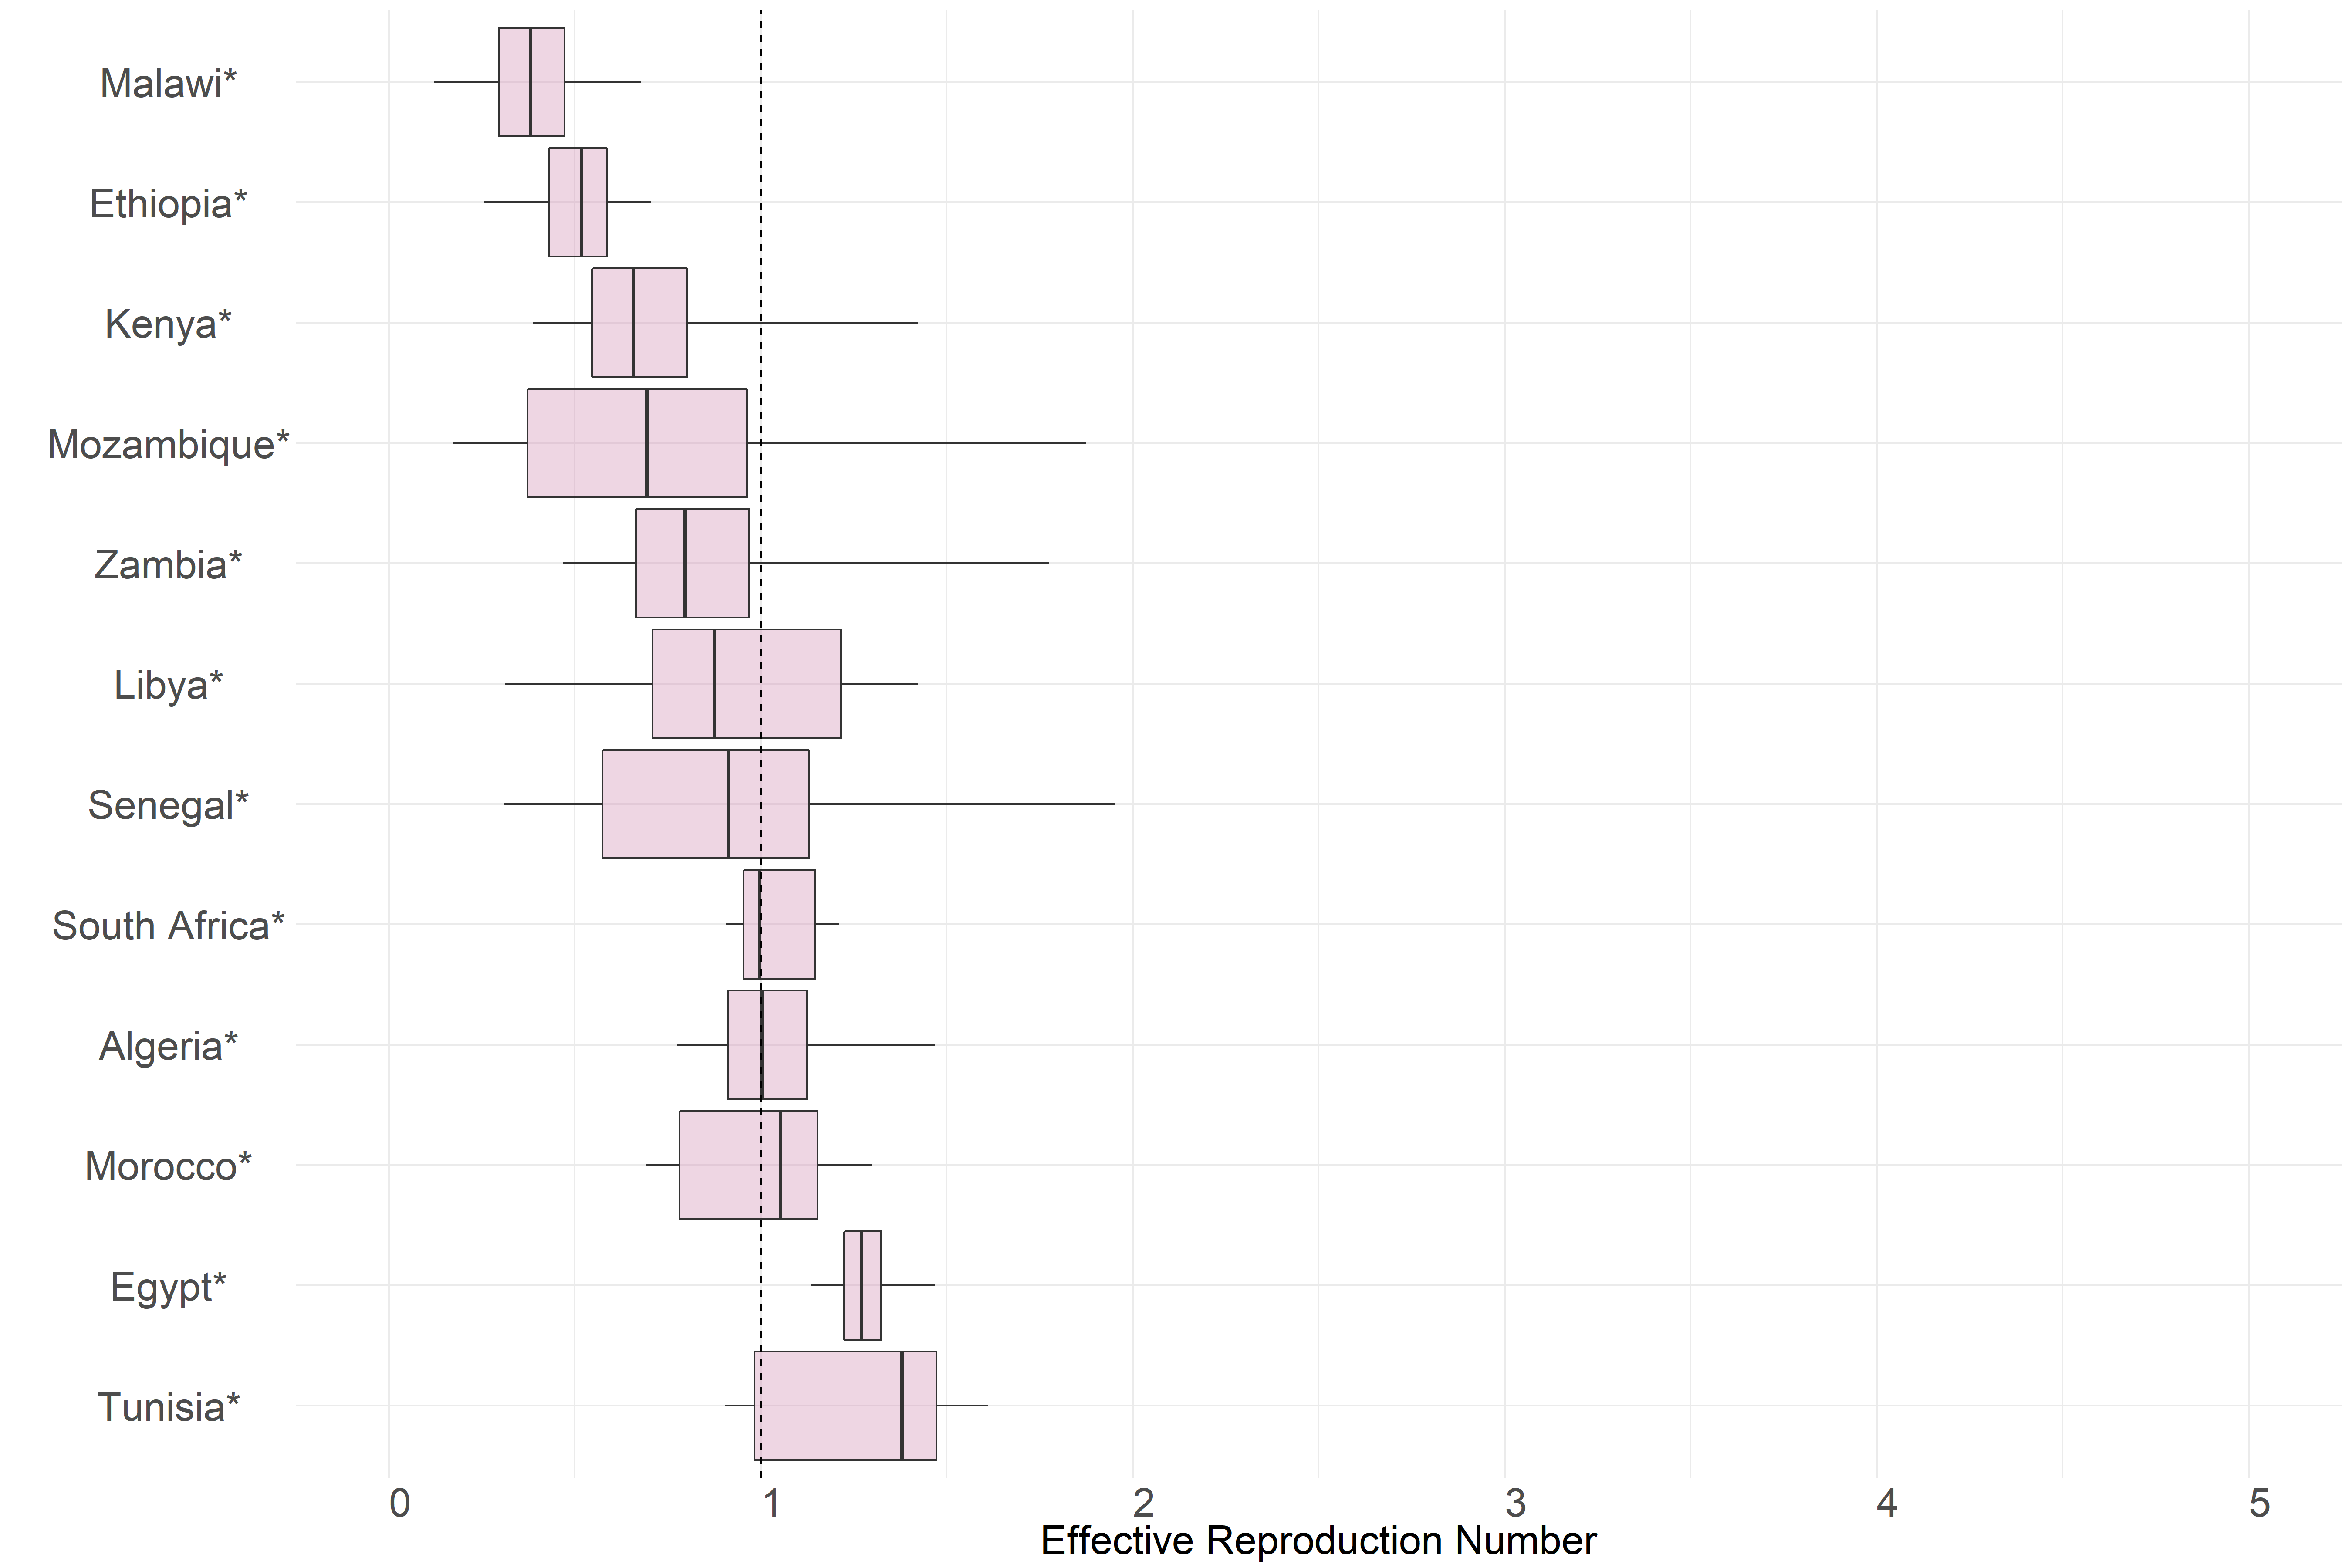 Malawi*
Ethiopia*
Kenya*
Mozambique*
Zambia*
Libya*
Senegal*
South Africa*
Algeria*
Morocco*
Egypt*
Tunisia*
0 1 2 3 4 5
Effective Reproduction Number